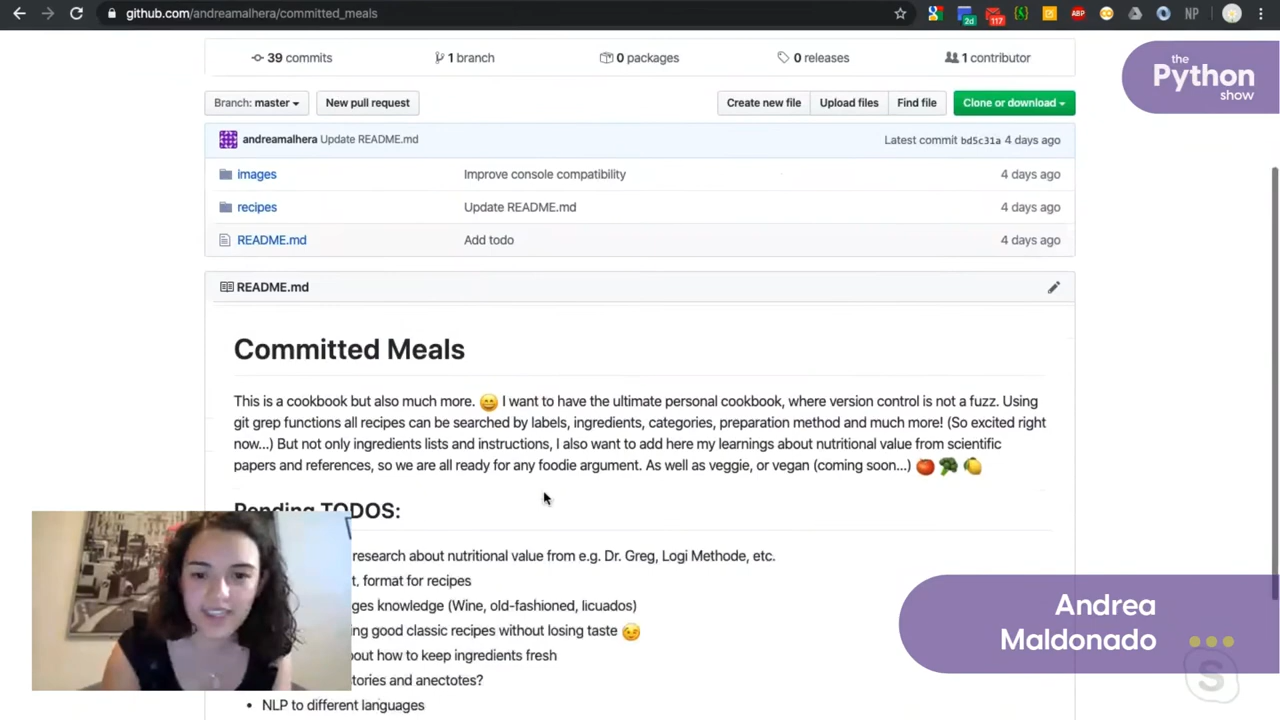 github.com/andreamalhera/committed_meals
2d
117
ABP
NP
39 commits
1 branch
0 packages
0 releases
1 contributor
the
Python
show
Branch: master
New pull request
Create new file
Upload files
Find file
Clone or download
andreamalhera Update README.md
Latest commit bd5c31a 4 days ago
images
Improve console compatibility
4 days ago
recipes
Update README.md
4 days ago
README.md
Add todo
4 days ago
README.md
Committed Meals
This is a cookbook but also much more. 😄 I want to have the ultimate personal cookbook, where version control is not a fuzz. Using
git grep functions all recipes can be searched by labels, ingredients, categories, preparation method and much more! (So excited right
now...) But not only ingredients lists and instructions, I also want to add here my learnings about nutritional value from scientific
papers and references, so we are all ready for any foodie argument. As well as veggie, or vegan (coming soon...) 🍅 🥦 🍋
Pending TODOS:
research about nutritional value from e.g. Dr. Greg, Logi Methode, etc.
t, format for recipes
ges knowledge (Wine, old-fashioned, licuados)
ing good classic recipes without losing taste 😉
bout how to keep ingredients fresh
tories and anectotes?
• NLP to different languages
Andrea
Maldonado
S